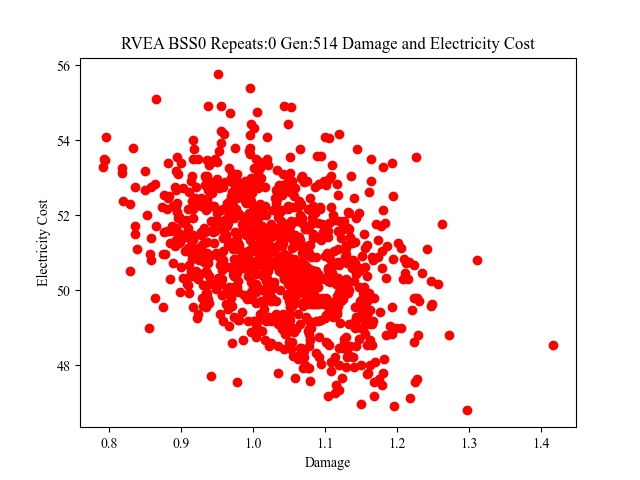 RVEA BSS0 Repeats:0 Gen:514 Damage and Electricity Cost
56
54
52
50
48
Electricity Cost
0.8 0.9 1.0 1.1 1.2 1.3 1.4
Damage